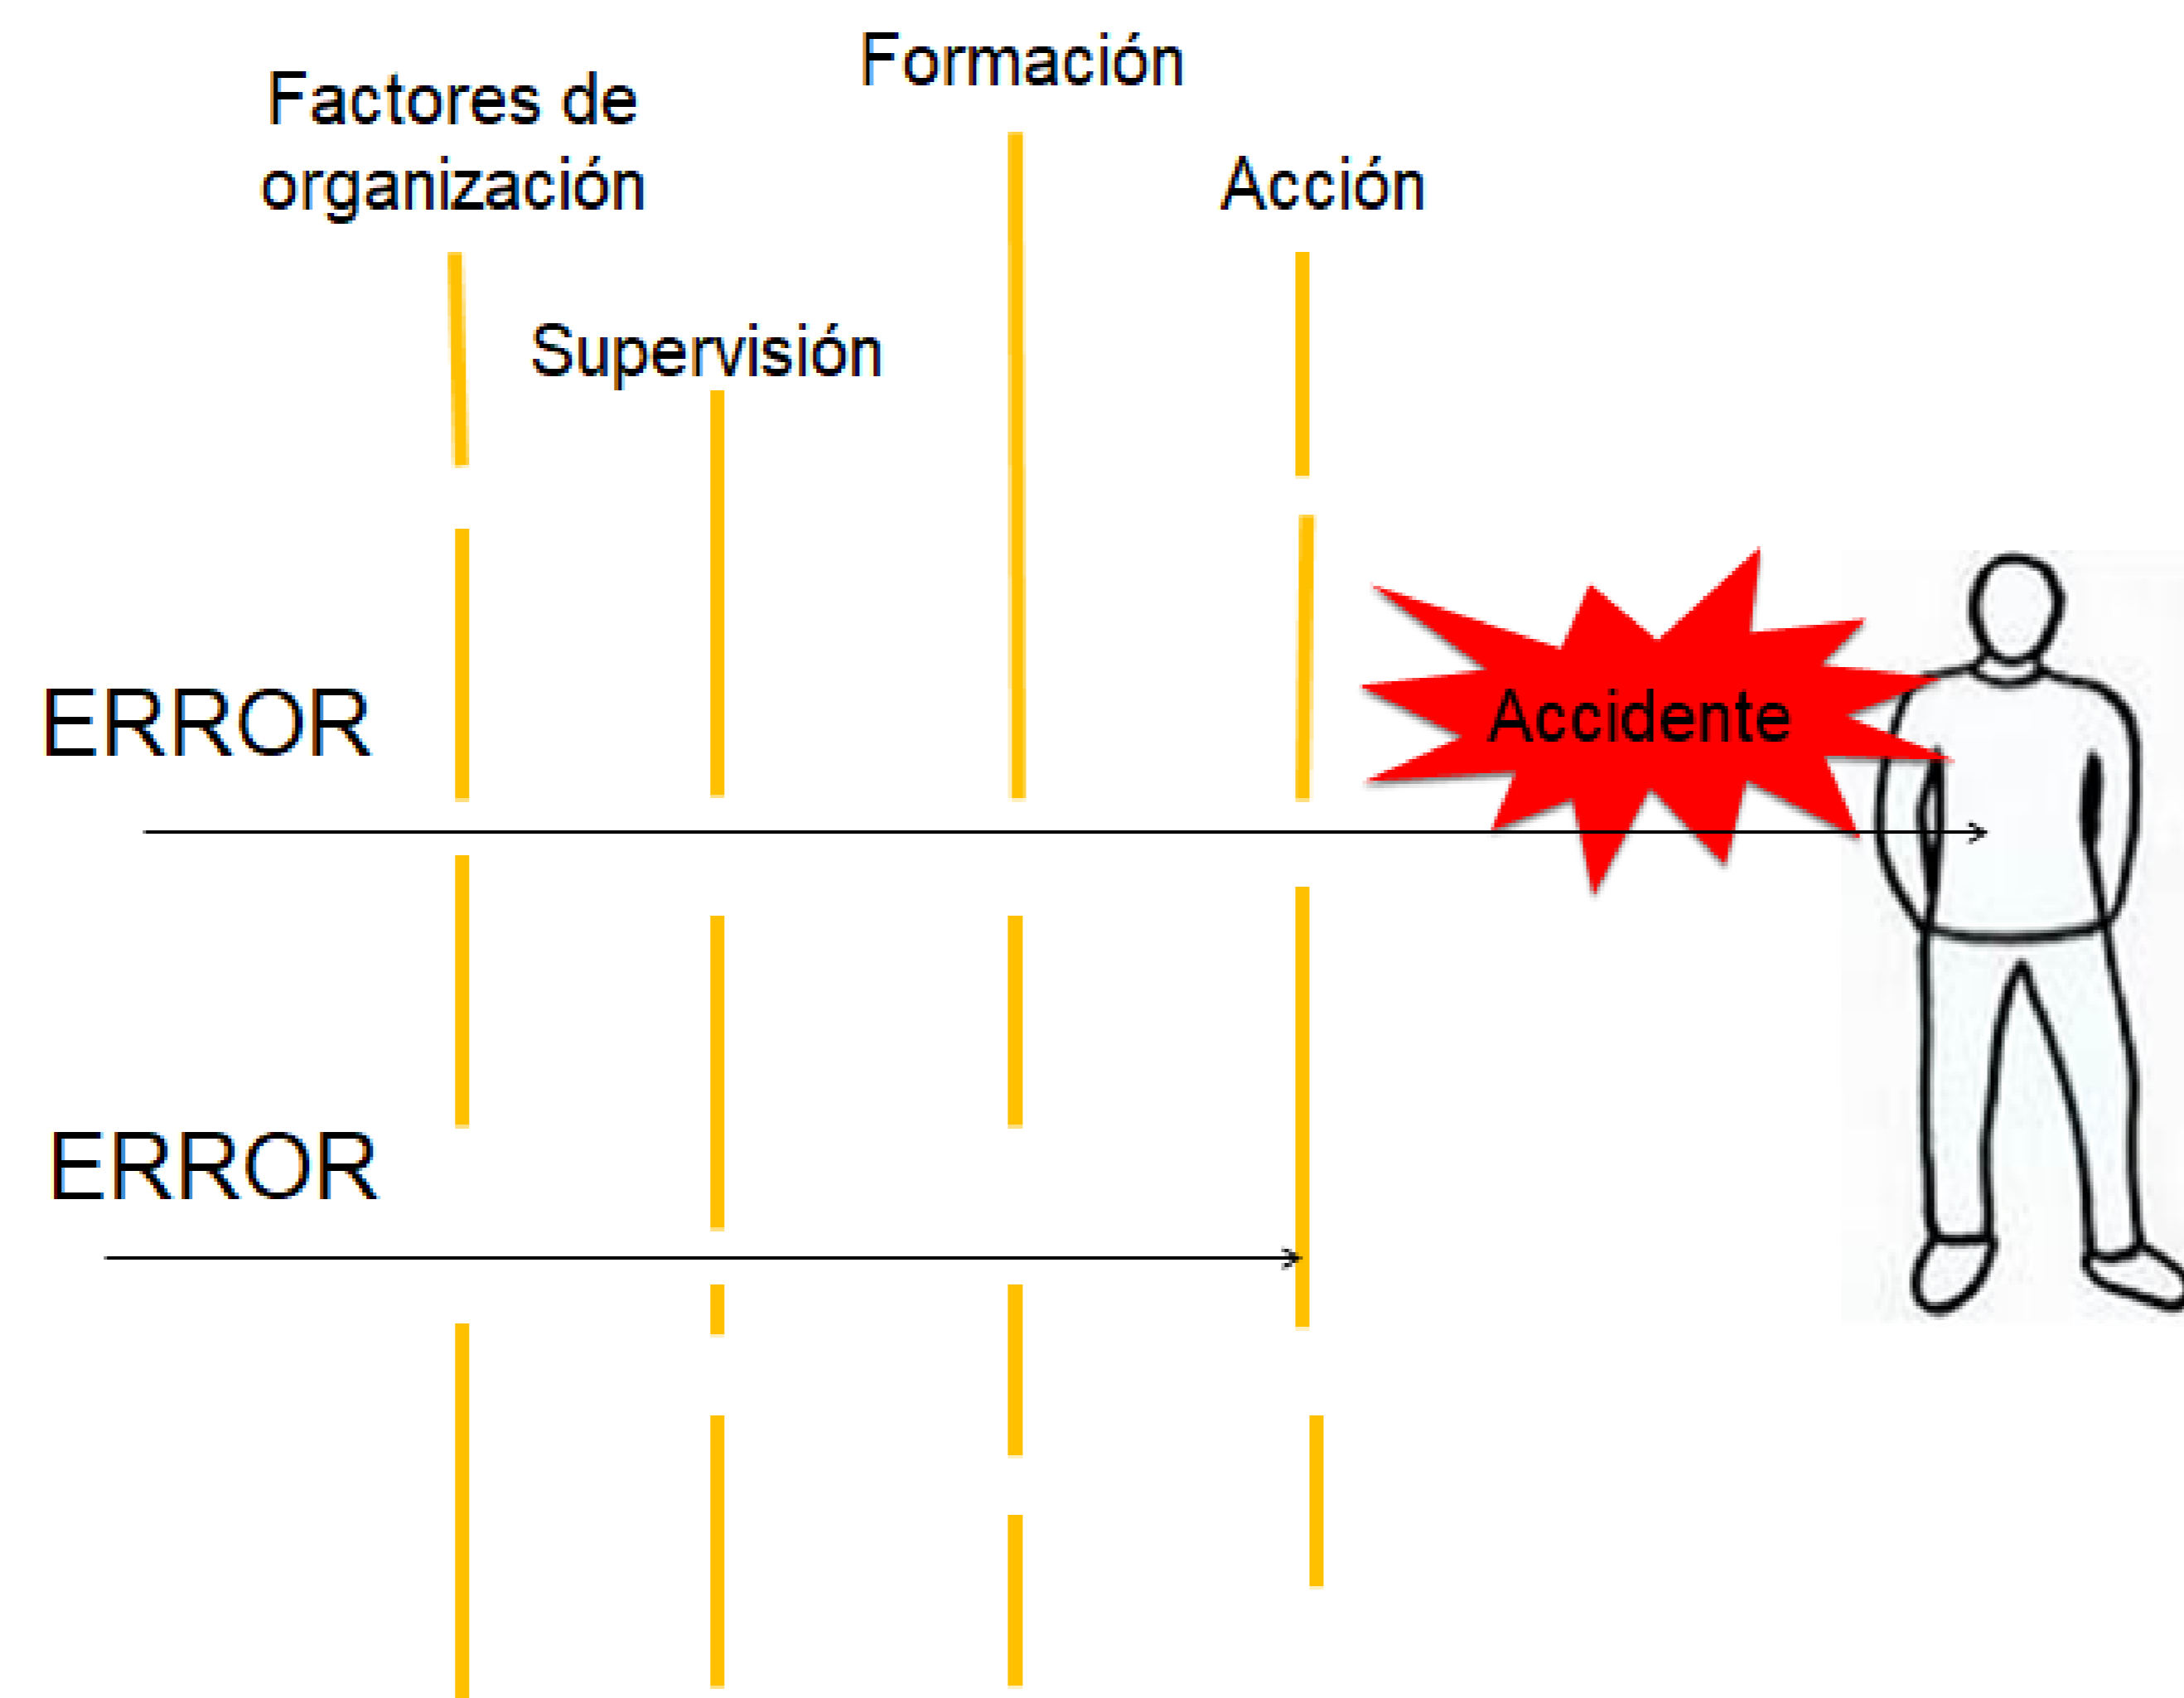 Formación
Factores de
organización
Acción
Supervisión
ERROR
Accidente
ERROR